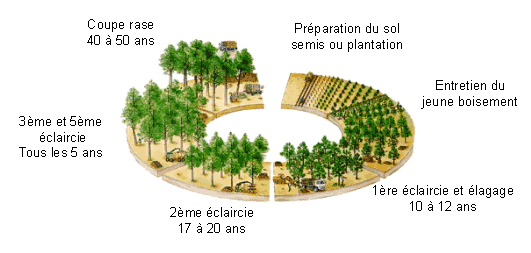 Coupe rase
40 à 50 ans
Préparation du sol
semis ou plantation
Entretien du
jeune boisement
1ère éclaircie et élagage
10 à 12 ans
2ème éclaircie
17 à 20 ans
3ème et 5ème
éclaircie
Tous les 5 ans